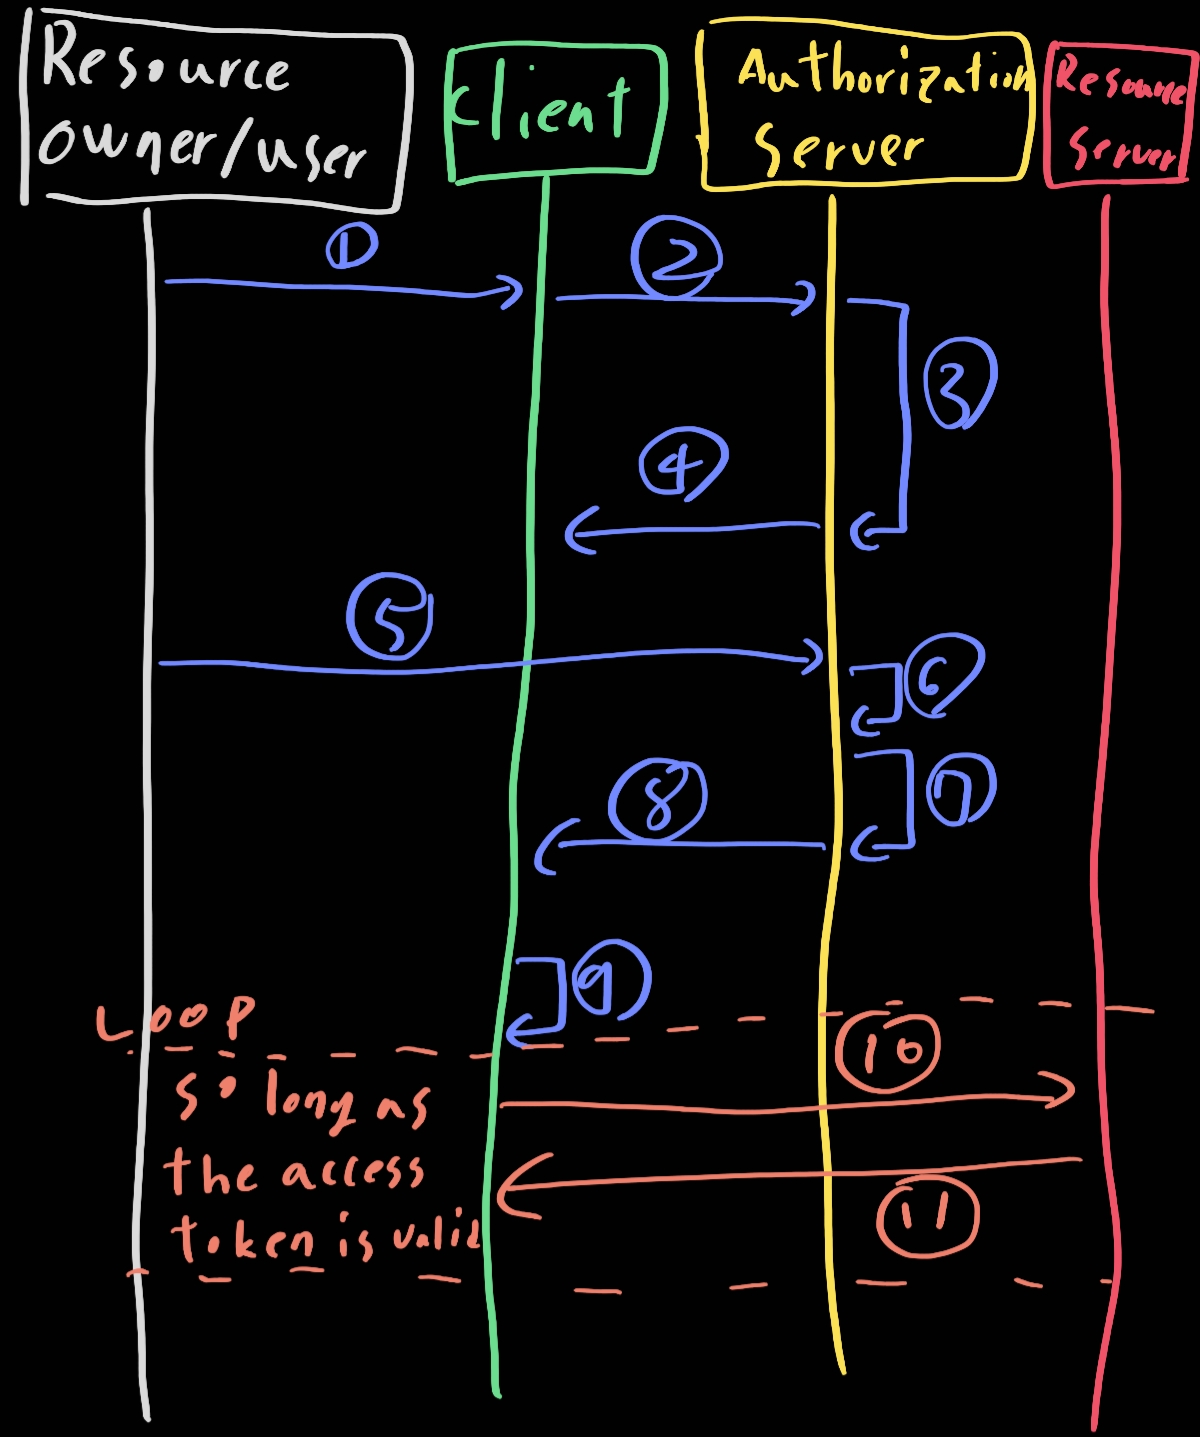 Resource
owner/user
Client
Authorization
Server
Resource
Server
1
2
3
4
5
6
7
8
9
Loop
10
so long as
the access
token is valid
11